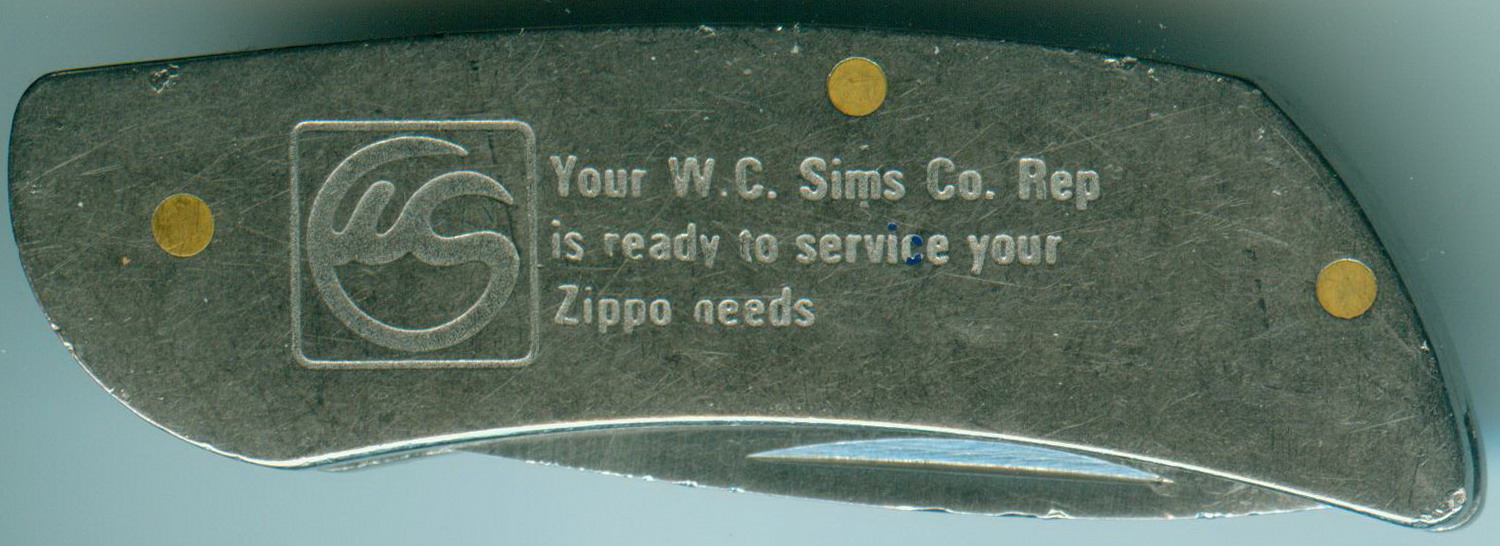 Your W.C. Sims Co. Rep
is ready to service your
Zippo needs